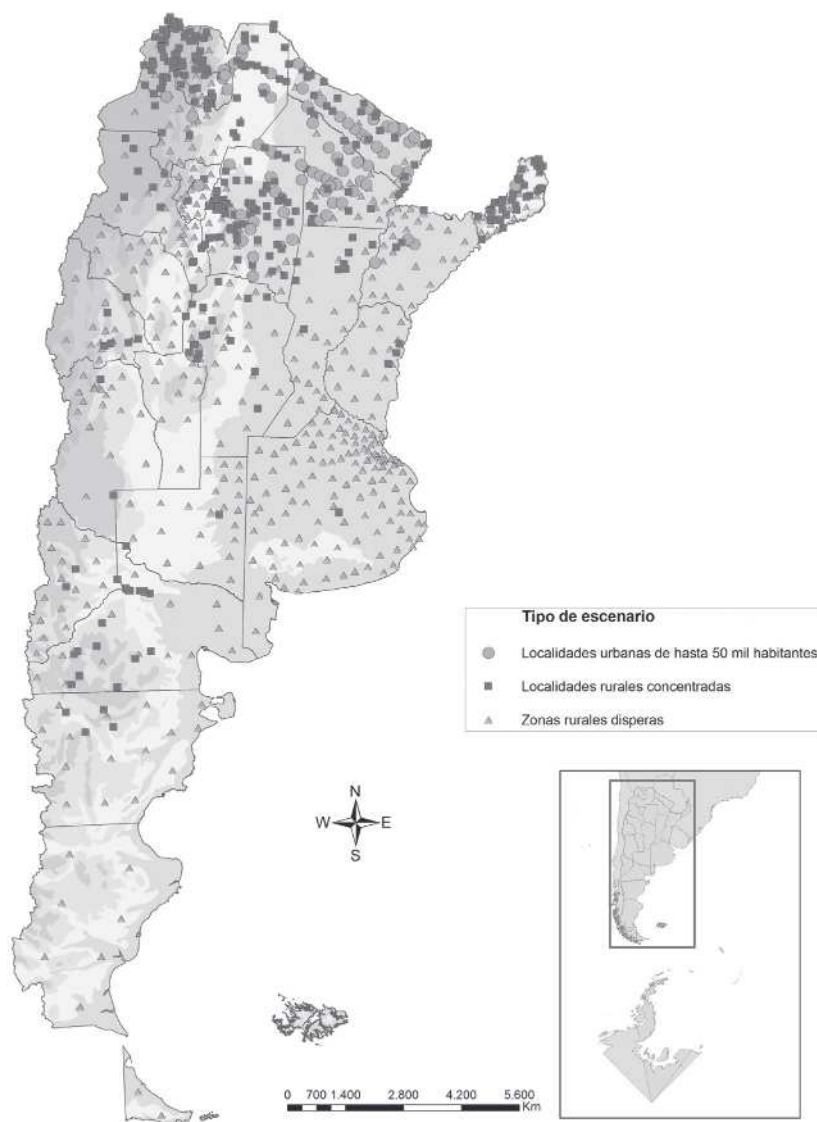 Tipo de escenario
Localidades urbanas de hasta 50 mil habitantes
Localidades rurales concentradas
Zonas rurales disperas
N
W E
S
0 700 1.400 2.800 4.200 5.600
Km